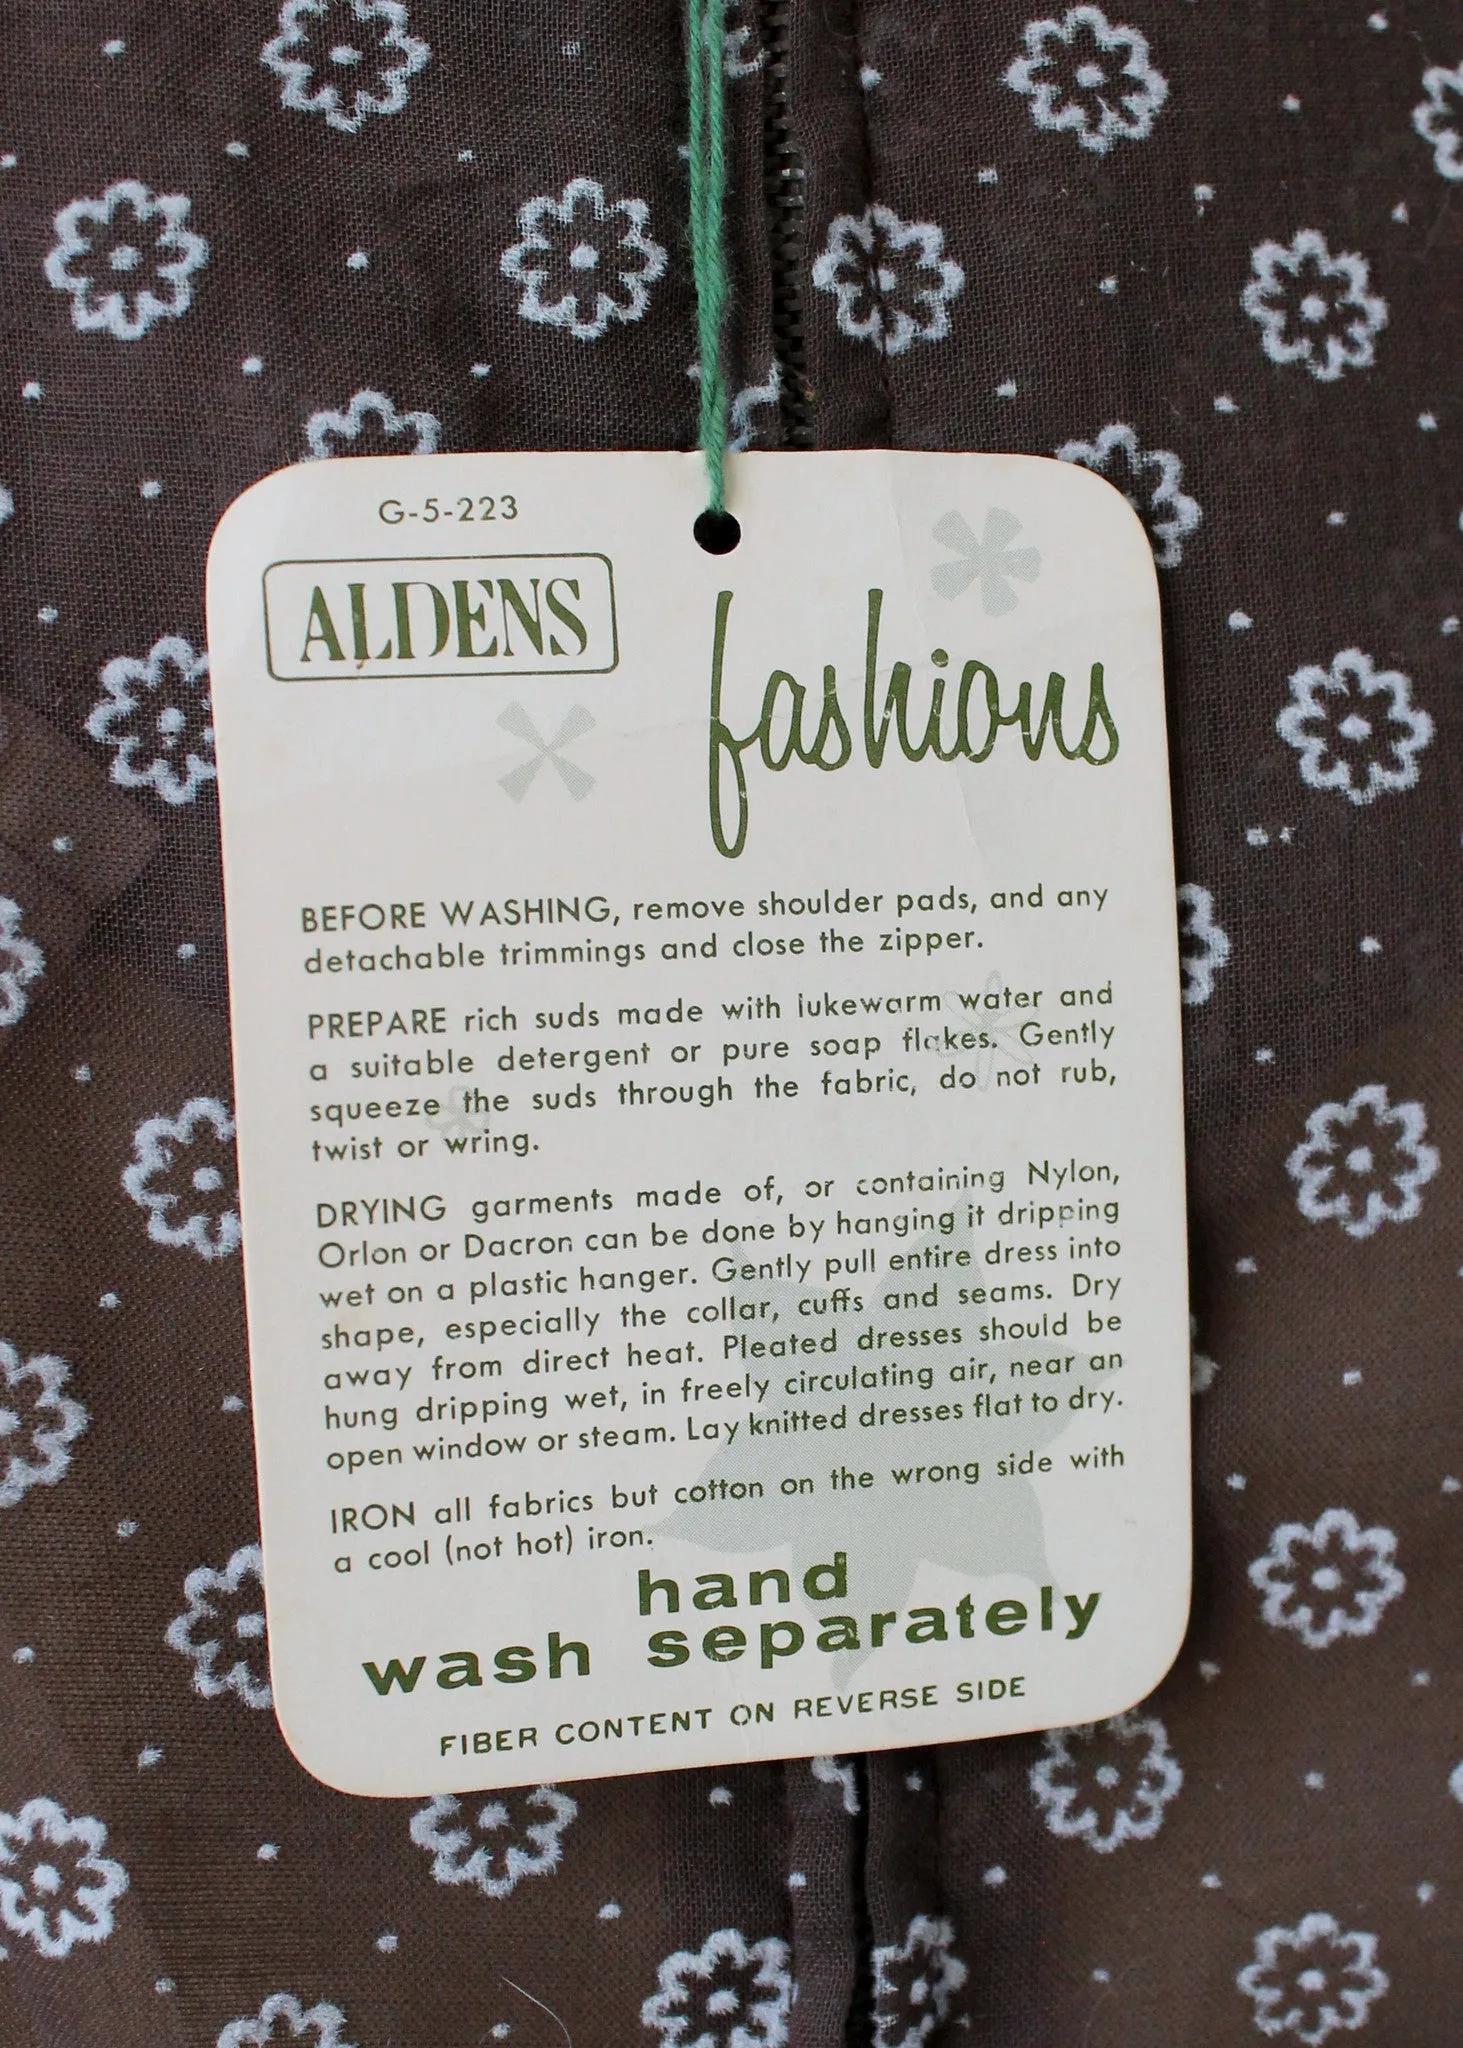 G-5-223
ALDENS
fashions
BEFORE WASHING, remove shoulder pads, and any
detachable trimmings and close the zipper.
PREPARE rich suds made with lukewarm water and
a suitable detergent or pure soap flakes. Gently
squeeze the suds through the fabric, do not rub,
twist or wring.
DRYING garments made of, or containing Nylon,
Orlon or Dacron can be done by hanging it dripping
wet on a plastic hanger. Gently pull entire dress into
shape, especially the collar, cuffs and seams. Dry
away from direct heat. Pleated dresses should be
hung dripping wet, in freely circulating air, near an
open window or steam. Lay knitted dresses flat to dry.
IRON all fabrics but cotton on the wrong side with
a cool (not hot) iron.
hand
wash separately
FIBER CONTENT ON REVERSE SIDE